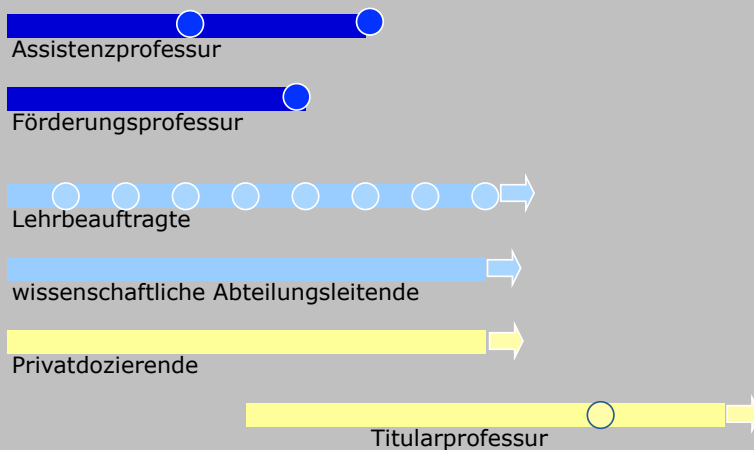 Assistenzprofessur
Förderungsprofessur
Lehrbeauftragte
wissenschaftliche Abteilungsleitende
Privatdozierende
Titularprofessur